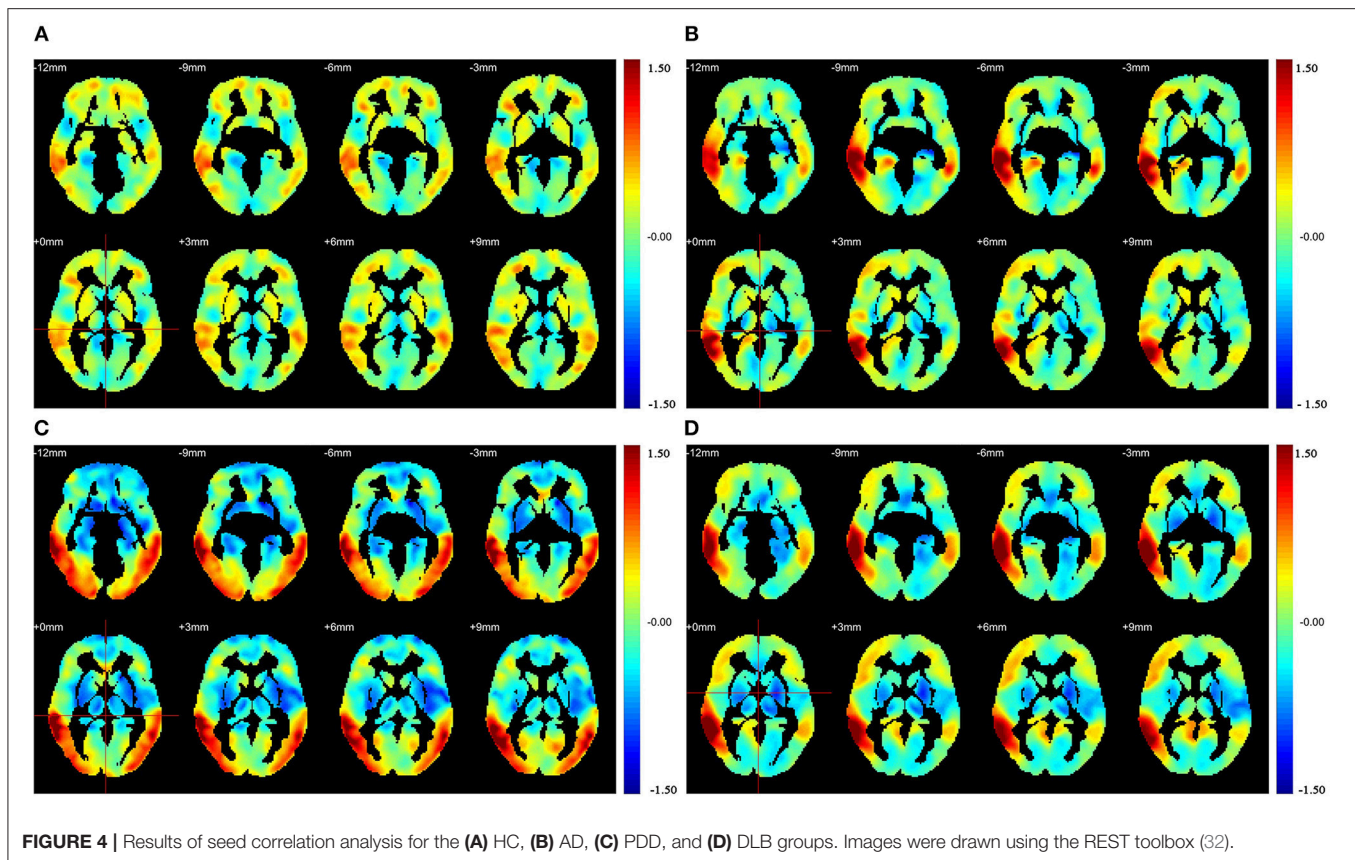 A
B
-12mm
-9mm
-6mm
-3mm
1.50
-12mm
-9mm
-6mm
-3mm
1.50
-0.00
-0.00
+0mm
+3mm
+6mm
+9mm
-1.50
+0mm
+3mm
+6mm
+9mm
-1.50
C
D
-12mm
-9mm
-6mm
-3mm
1.50
-12mm
-9mm
-6mm
-3mm
1.50
-0.00
-0.00
+0mm
+3mm
+6mm
+9mm
-1.50
+0mm
+3mm
+6mm
+9mm
-1.50
FIGURE 4 | Results of seed correlation analysis for the (A) HC, (B) AD, (C) PDD, and (D) DLB groups. Images were drawn using the REST toolbox (32).